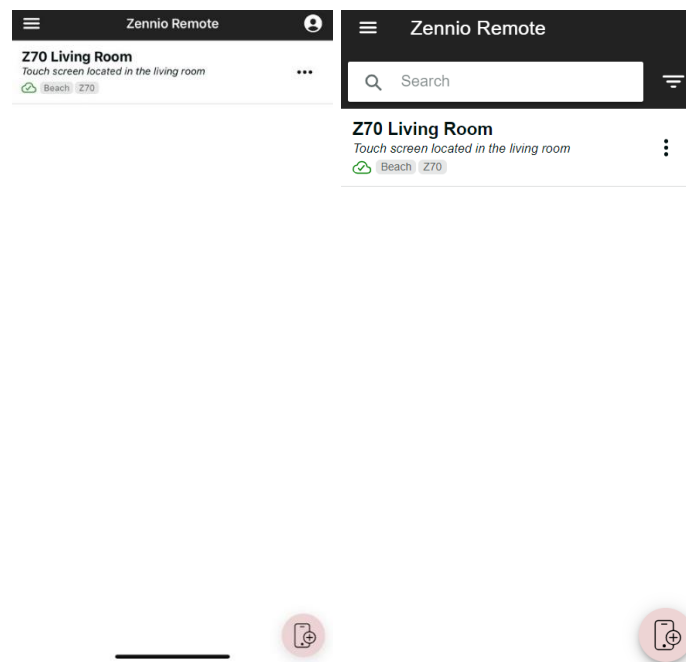 Zennio Remote
Z70 Living Room
Touch screen located in the living room
Beach Z70
Zennio Remote
Search
Z70 Living Room
Touch screen located in the living room
Beach Z70